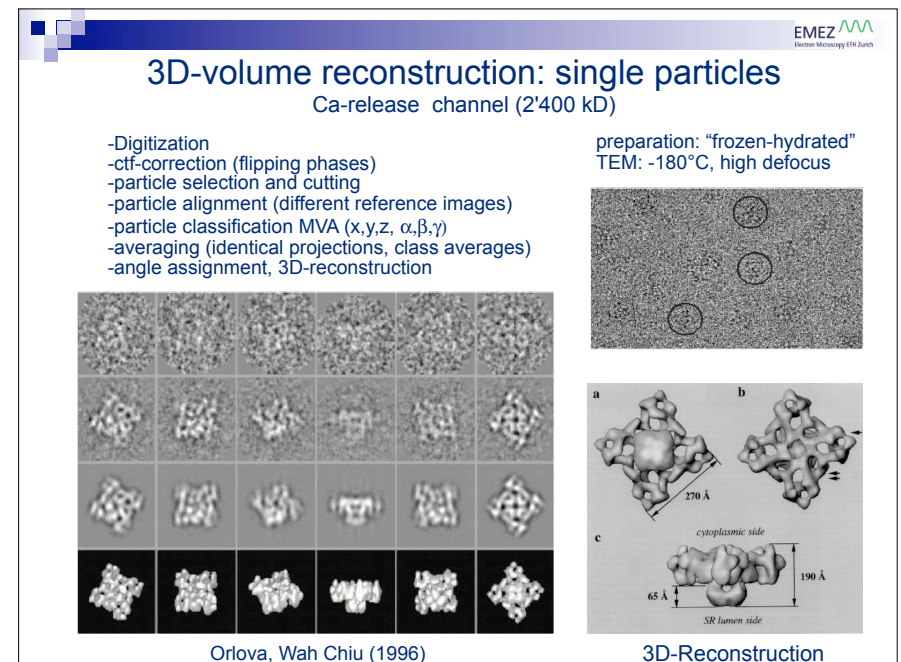 EMEZ
Electron Microscopy ETH Zurich
3D-volume reconstruction: single particles
Ca-release channel (2'400 kD)
-Digitization
-ctf-correction (flipping phases)
-particle selection and cutting
-particle alignment (different reference images)
-particle classification MVA (x,y,z, α,β,γ)
-averaging (identical projections, class averages)
-angle assignment, 3D-reconstruction
preparation: “frozen-hydrated”
TEM: -180°C, high defocus
a
b
270 Å
cytoplasmic side
c
190 Å
65 Å
SR lumen side
Orlova, Wah Chiu (1996)
3D-Reconstruction